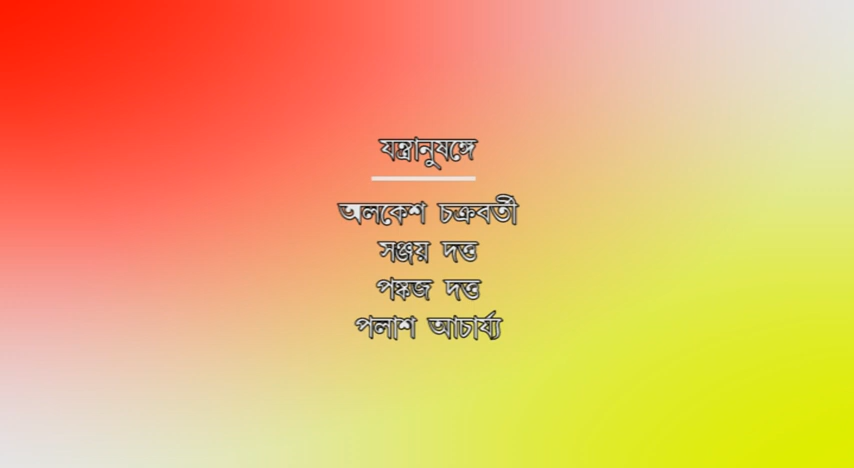 যন্ত্রানুষঙ্গে
অলকেশ চক্রবর্তী
সঞ্জয় দত্ত
পঙ্কজ দত্ত
পলাশ আচার্য্য